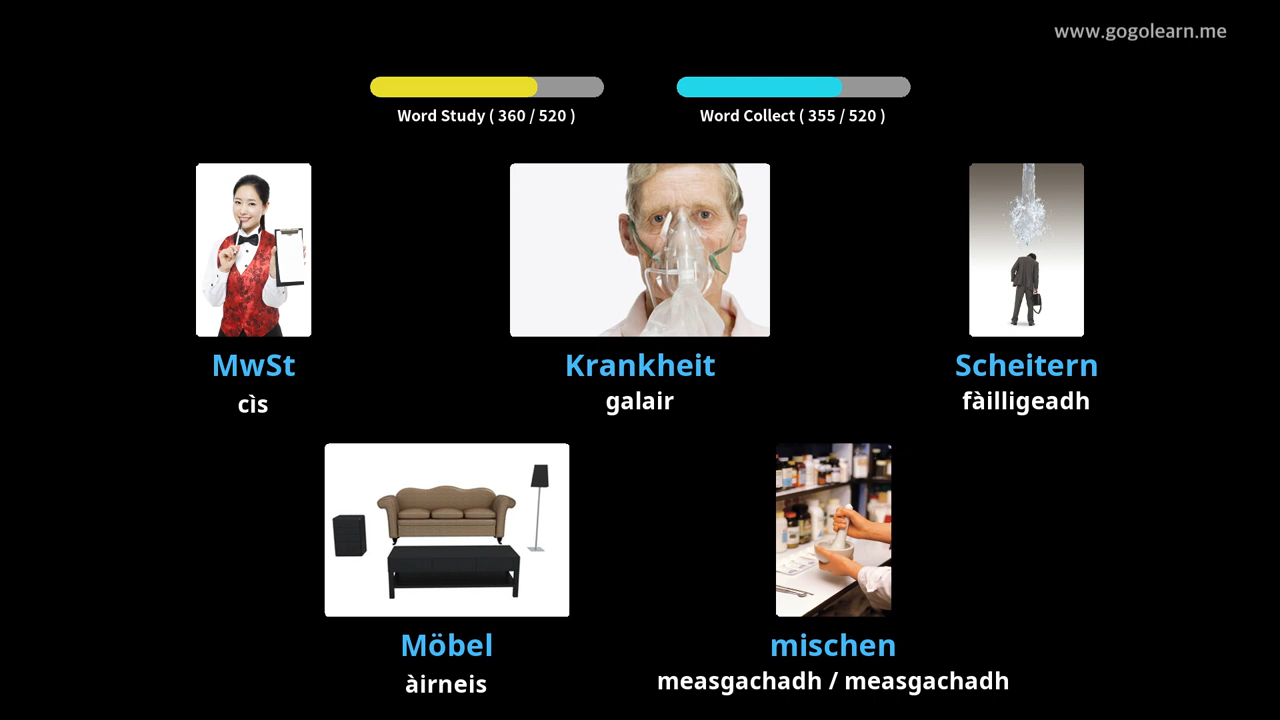 www.gogolearn.me
Word Study ( 360 / 520 )
Word Collect ( 355 / 520 )
MwSt
cìs
Krankheit
galair
Scheitern
fàilligeadh
Möbel
àirneis
mischen
measgachadh / measgachadh